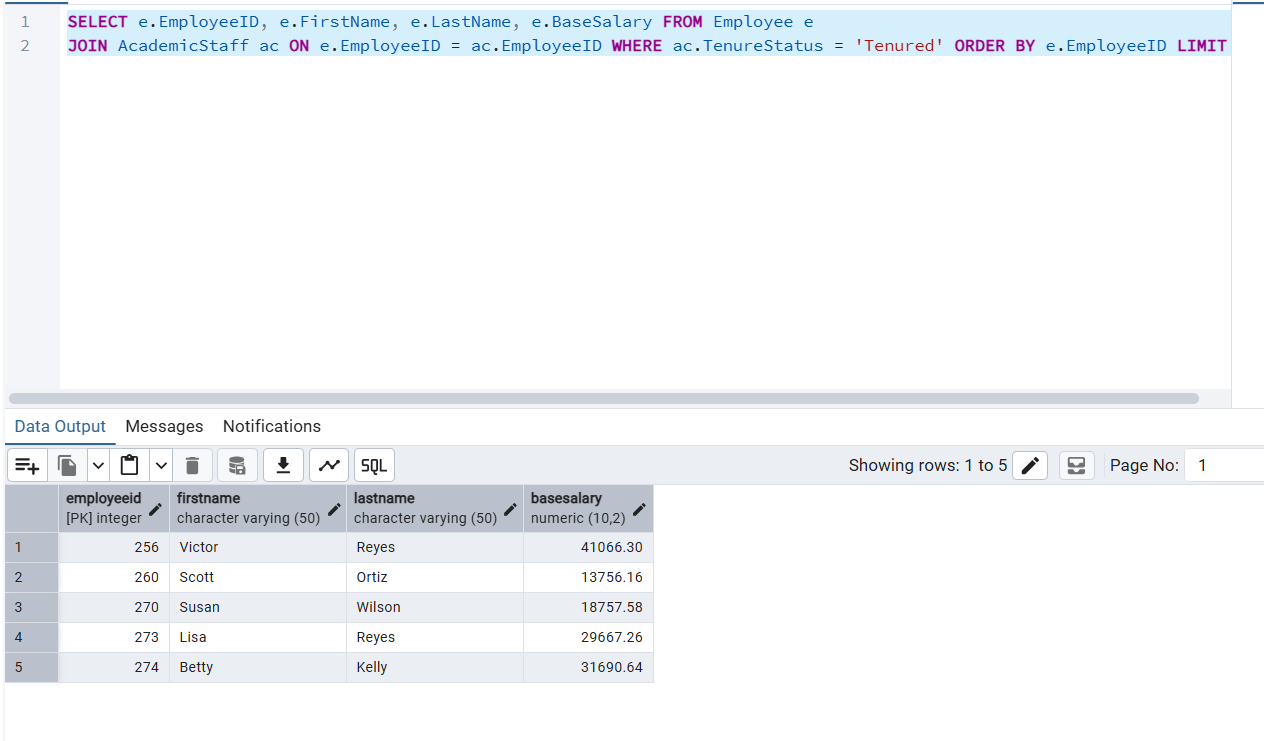 1 SELECT e.EmployeeID, e.FirstName, e.LastName, e.BaseSalary FROM Employee e
2 JOIN AcademicStaff ac ON e.EmployeeID = ac.EmployeeID WHERE ac.TenureStatus = 'Tenured' ORDER BY e.EmployeeID LIMIT
Data Output Messages Notifications
SQL Showing rows: 1 to 5 Page No: 1
employeeid firstname lastname basesalary
[PK] integer character varying (50) character varying (50) numeric (10,2)
1 256 Victor Reyes 41066.30
2 260 Scott Ortiz 13756.16
3 270 Susan Wilson 18757.58
4 273 Lisa Reyes 29667.26
5 274 Betty Kelly 31690.64